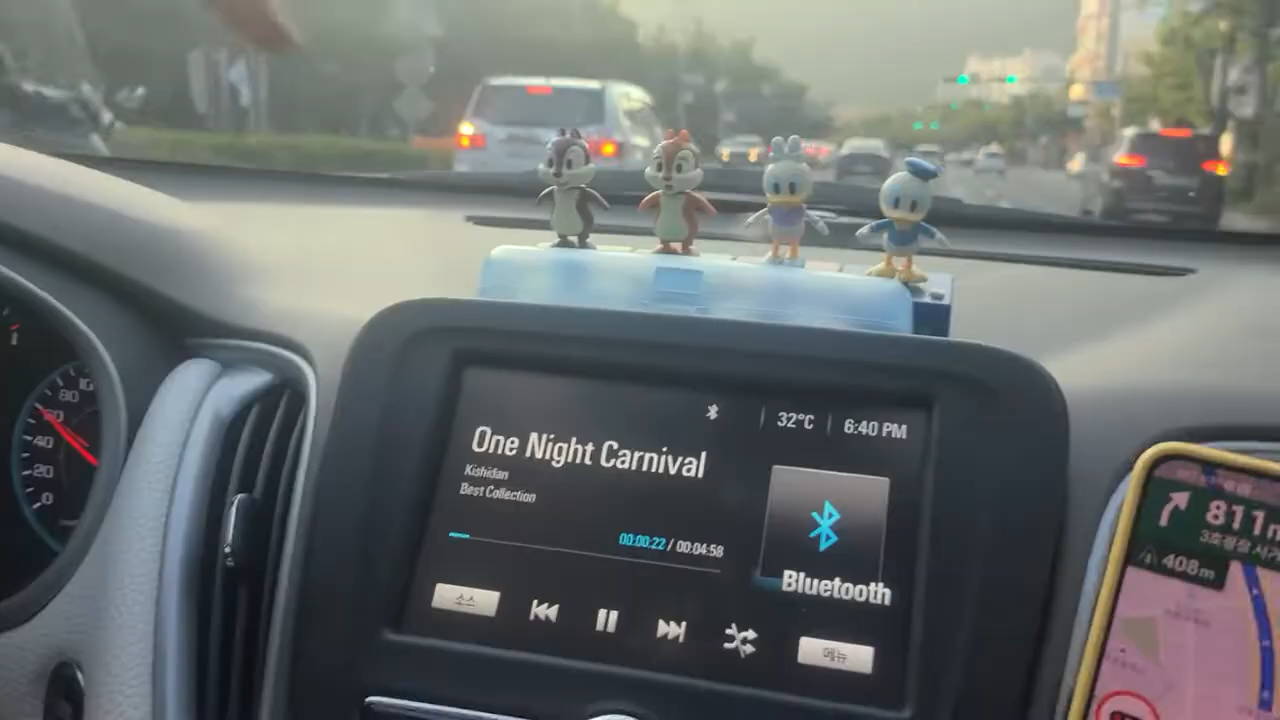 32°C
6:40 PM
One Night Carnival
Kishidan
Best Collection
00:00:22 / 00:04:58
Bluetooth
소스
메뉴
80
60
40
20
0
811m
408m